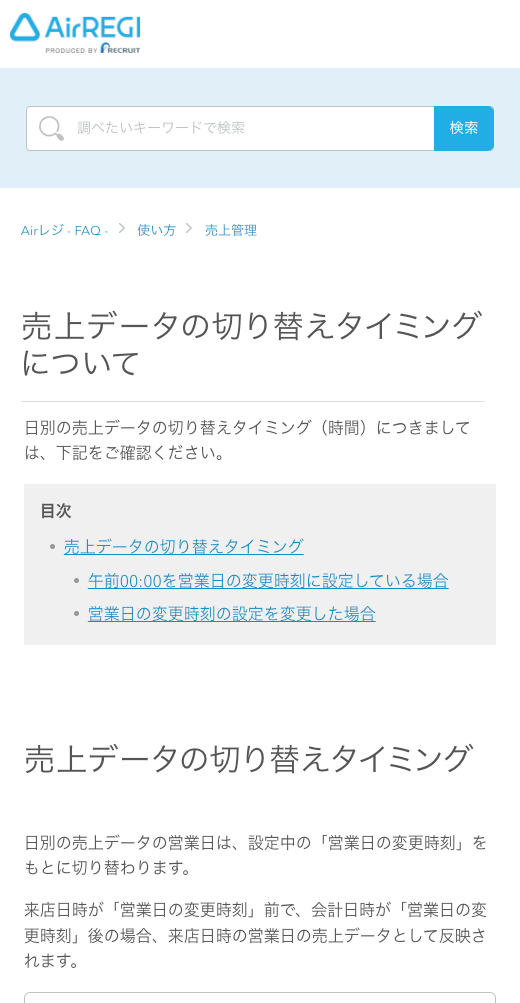 AirREGI
PRODUCED BY RECRUIT
調べたいキーワードで検索
検索
Airレジ - FAQ -
使い方
売上管理
売上データの切り替えタイミング
について
日別の売上データの切り替えタイミング（時間）につきまして
は、下記をご確認ください。
目次
売上データの切り替えタイミング
午前00:00を営業日の変更時刻に設定している場合
営業日の変更時刻の設定を変更した場合
売上データの切り替えタイミング
日別の売上データの営業日は、設定中の「営業日の変更時刻」を
もとに切り替わります。
来店日時が「営業日の変更時刻」前で、会計日時が「営業日の変
更時刻」後の場合、来店日時の営業日の売上データとして反映さ
れます。